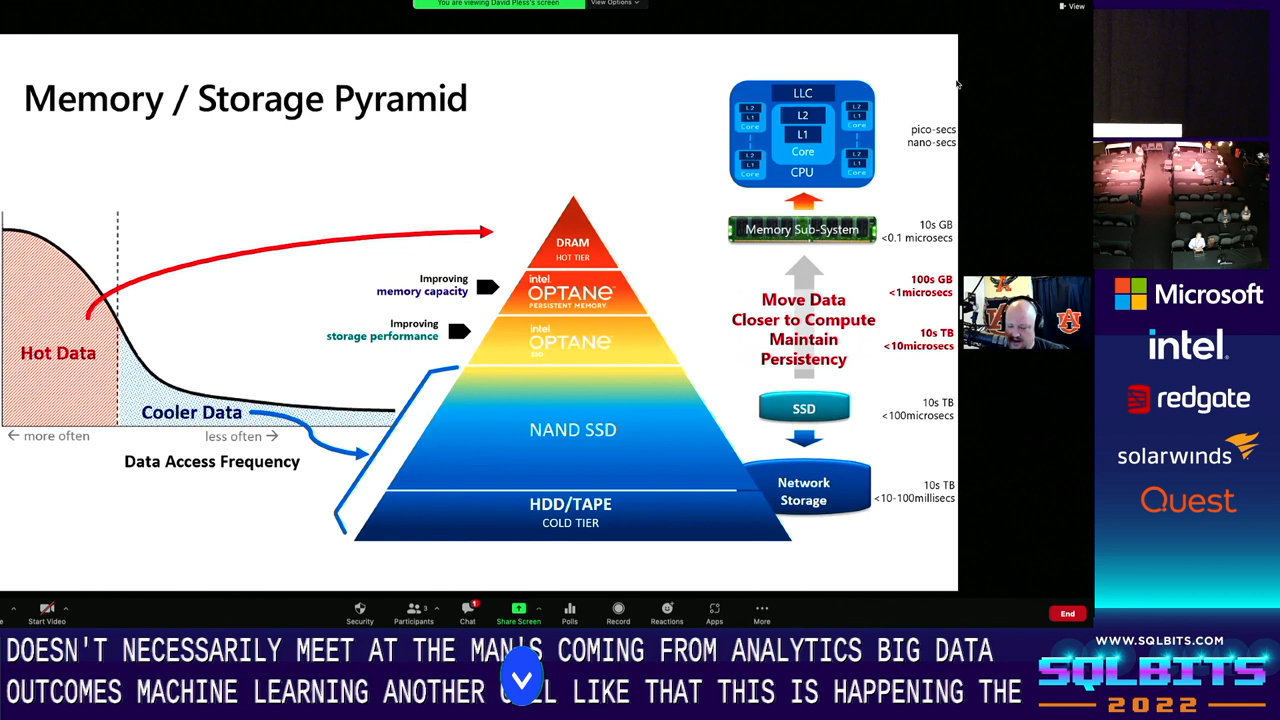 You are viewing David Pless's screen
View Options
View
Memory / Storage Pyramid
LLC
L2
L1
Core
L2
L1
Core
L2
L1
Core
L2
L1
Core
L2
L1
Core
CPU
pico-secs
nano-secs
Memory Sub-System
10s GB
<0.1 microsecs
DRAM
HOT TIER
Improving
memory capacity
intel
OPTANE
PERSISTENT MEMORY
100s GB
<1microsecs
Move Data
Closer to Compute
Maintain
Persistency
Improving
storage performance
intel
OPTANE
SSD
10s TB
<10microsecs
Hot Data
Cooler Data
← more often
less often →
Data Access Frequency
NAND SSD
SSD
10s TB
<100microsecs
HDD/TAPE
COLD TIER
Network
Storage
10s TB
<10-100millisecs
Microsoft
intel.
redgate
solarwinds
Quest
Start Video
Security
Participants
3
Chat
1
Share Screen
Polls
Record
Reactions
Apps
More
End
DOESN'T NECESSARILY MEET AT THE MAN'S COMING FROM ANALYTICS BIG DATA
OUTCOMES MACHINE LEARNING ANOTHER LIKE THAT THIS IS HAPPENING THE
WWW.SQLBITS.COM
SQLBITS
2022